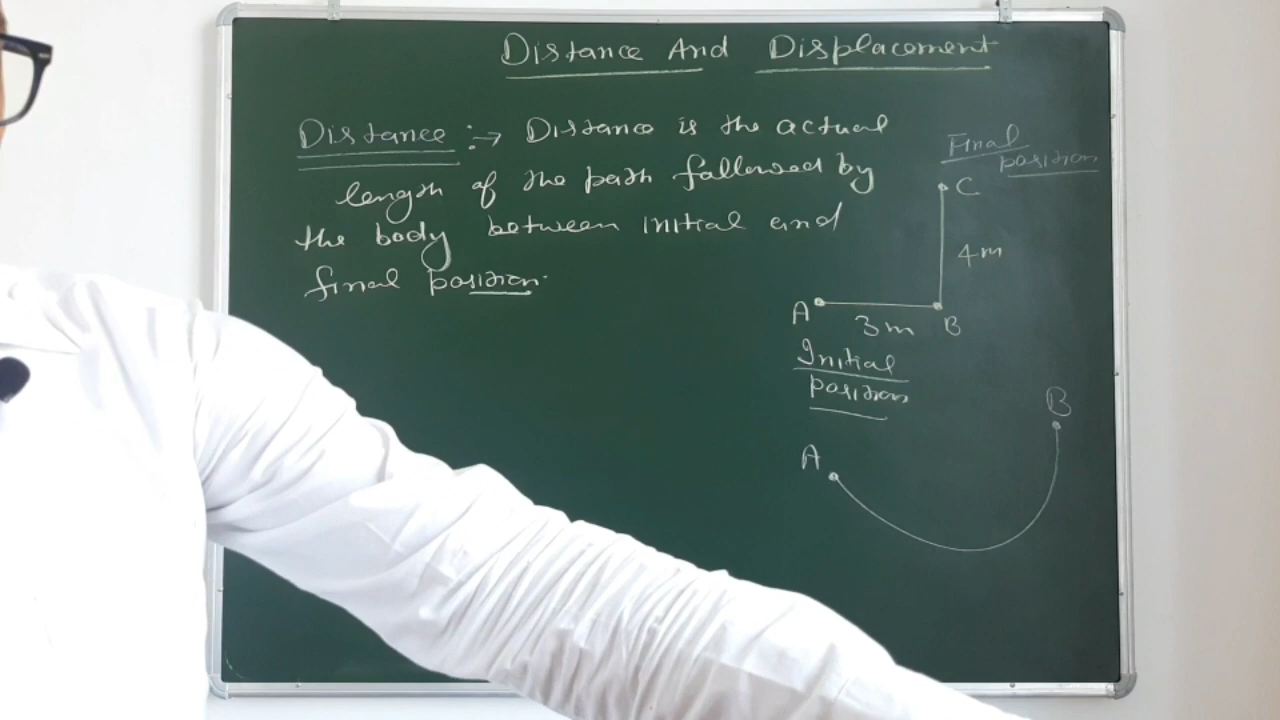 Distance And Displacement
Distance :→ Distance is the actual
length of the path followed by
the body between initial and
final position.
Final
position
C
4m
A
3m
B
Initial
position
A
B